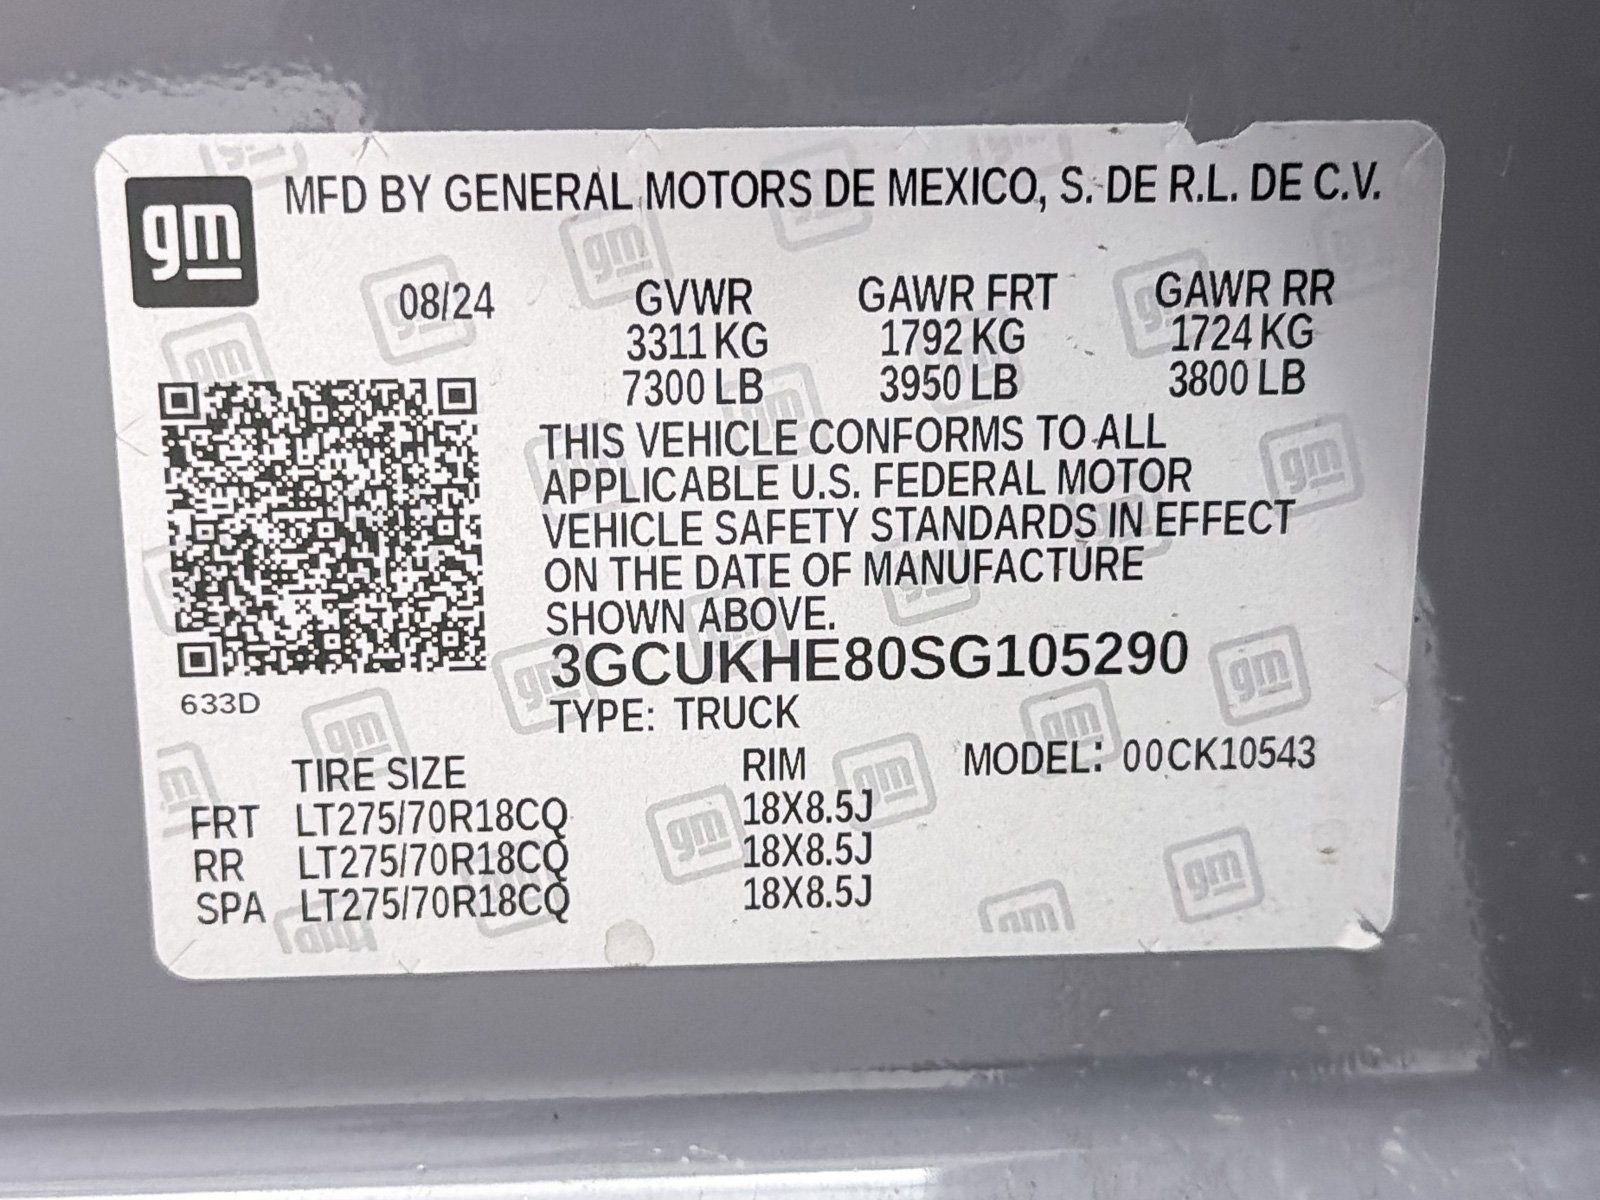 gm
MFD BY GENERAL MOTORS DE MEXICO, S. DE R.L. DE C.V.
08/24 GVWR GAWR FRT GAWR RR
3311 KG 1792 KG 1724 KG
7300 LB 3950 LB 3800 LB
THIS VEHICLE CONFORMS TO ALL
APPLICABLE U.S. FEDERAL MOTOR
VEHICLE SAFETY STANDARDS IN EFFECT
ON THE DATE OF MANUFACTURE
SHOWN ABOVE.
3GCUKHE80SG105290
633D
TYPE: TRUCK
TIRE SIZE RIM MODEL: 00CK10543
FRT LT275/70R18CQ 18X8.5J
RR LT275/70R18CQ 18X8.5J
SPA LT275/70R18CQ 18X8.5J